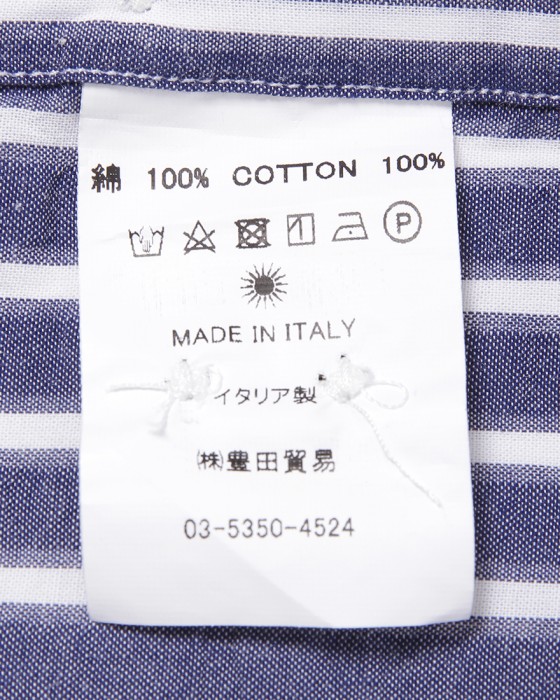 綿 100% COTTON 100%
P
MADE IN ITALY
イタリア製
㈱豊田貿易
03-5350-4524